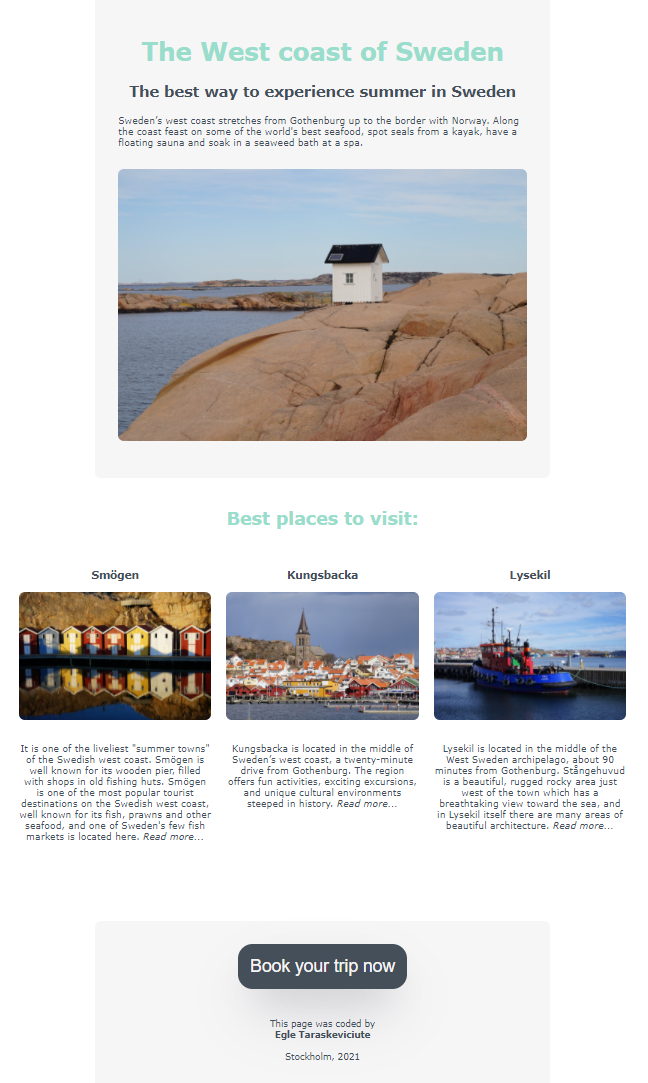 The West coast of Sweden
The best way to experience summer in Sweden
Sweden’s west coast stretches from Gothenburg up to the border with Norway. Along
the coast feast on some of the world's best seafood, spot seals from a kayak, have a
floating sauna and soak in a seaweed bath at a spa.
Best places to visit:
Smögen
It is one of the liveliest "summer towns"
of the Swedish west coast. Smögen is
well known for its wooden pier, filled
with shops in old fishing huts. Smögen
is one of the most popular tourist
destinations on the Swedish west coast,
well known for its fish, prawns and other
seafood, and one of Sweden's few fish
markets is located here. Read more...
Kungsbacka
Kungsbacka is located in the middle of
Sweden’s west coast, a twenty-minute
drive from Gothenburg. The region
offers fun activities, exciting excursions,
and unique cultural environments
steeped in history. Read more...
Lysekil
Lysekil is located in the middle of the
West Sweden archipelago, about 90
minutes from Gothenburg. Stångehuvud
is a beautiful, rugged rocky area just
west of the town which has a
breathtaking view toward the sea, and
in Lysekil itself there are many areas of
beautiful architecture. Read more...
Book your trip now
This page was coded by
Egle Taraskeviciute
Stockholm, 2021